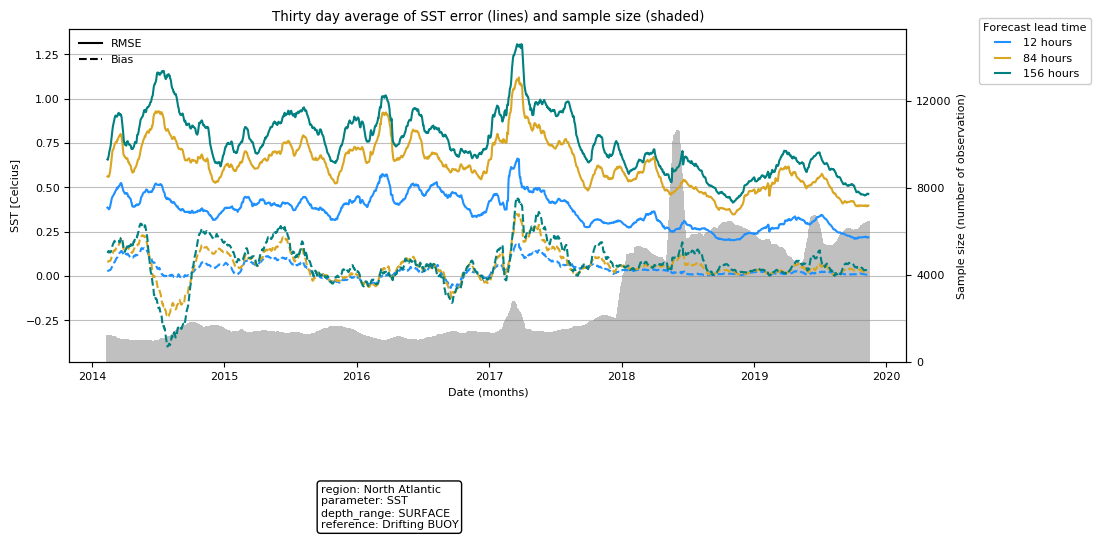 Thirty day average of SST error (lines) and sample size (shaded)
Forecast lead time
12 hours
84 hours
156 hours
RMSE
Bias
1.25
1.00
0.75
0.50
0.25
0.00
−0.25
SST [Celcius]
12000
8000
4000
0
Sample size (number of observation)
2014 2015 2016 2017 2018 2019 2020
Date (months)
region: North Atlantic
parameter: SST
depth_range: SURFACE
reference: Drifting BUOY